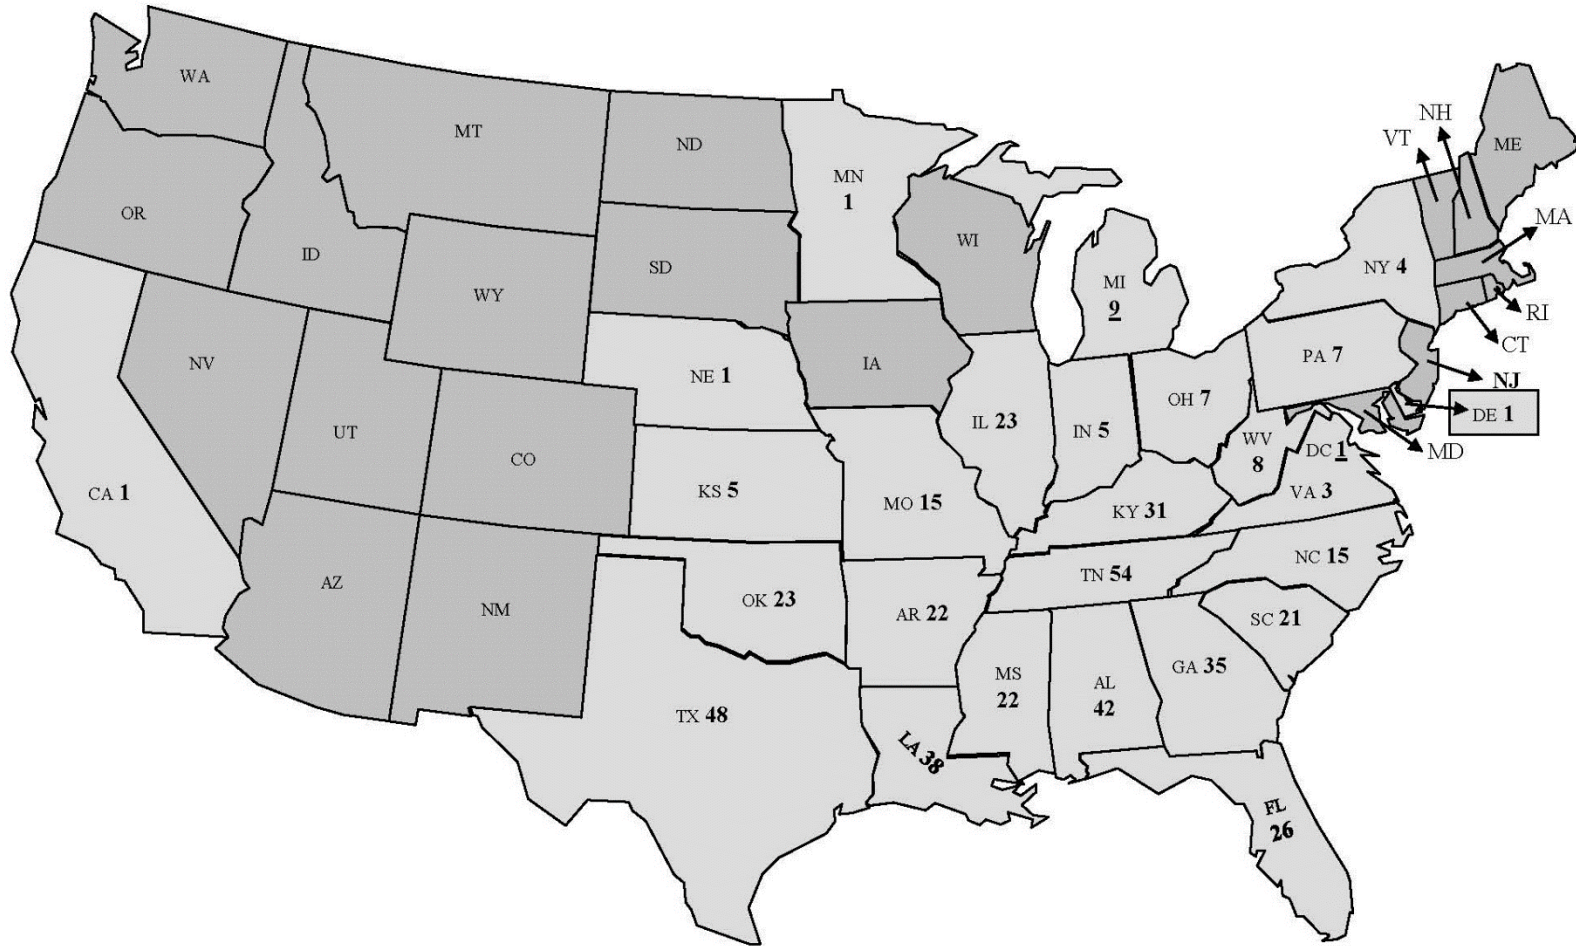 WA
NH
VT
ME
MT
ND
MN
1
OR
MA
WI
NY 4
ID
SD
MI
9
WY
RI
CT
PA 7
NV
NE 1
IA
NJ
OH 7
DE 1
UT
IL 23
IN 5
WV
8
DC 1
MD
CO
CA 1
KS 5
MO 15
VA 3
KY 31
NC 15
AZ
TN 54
OK 23
NM
AR 22
SC 21
GA 35
MS
22
AL
42
TX 48
LA 38
FL
26